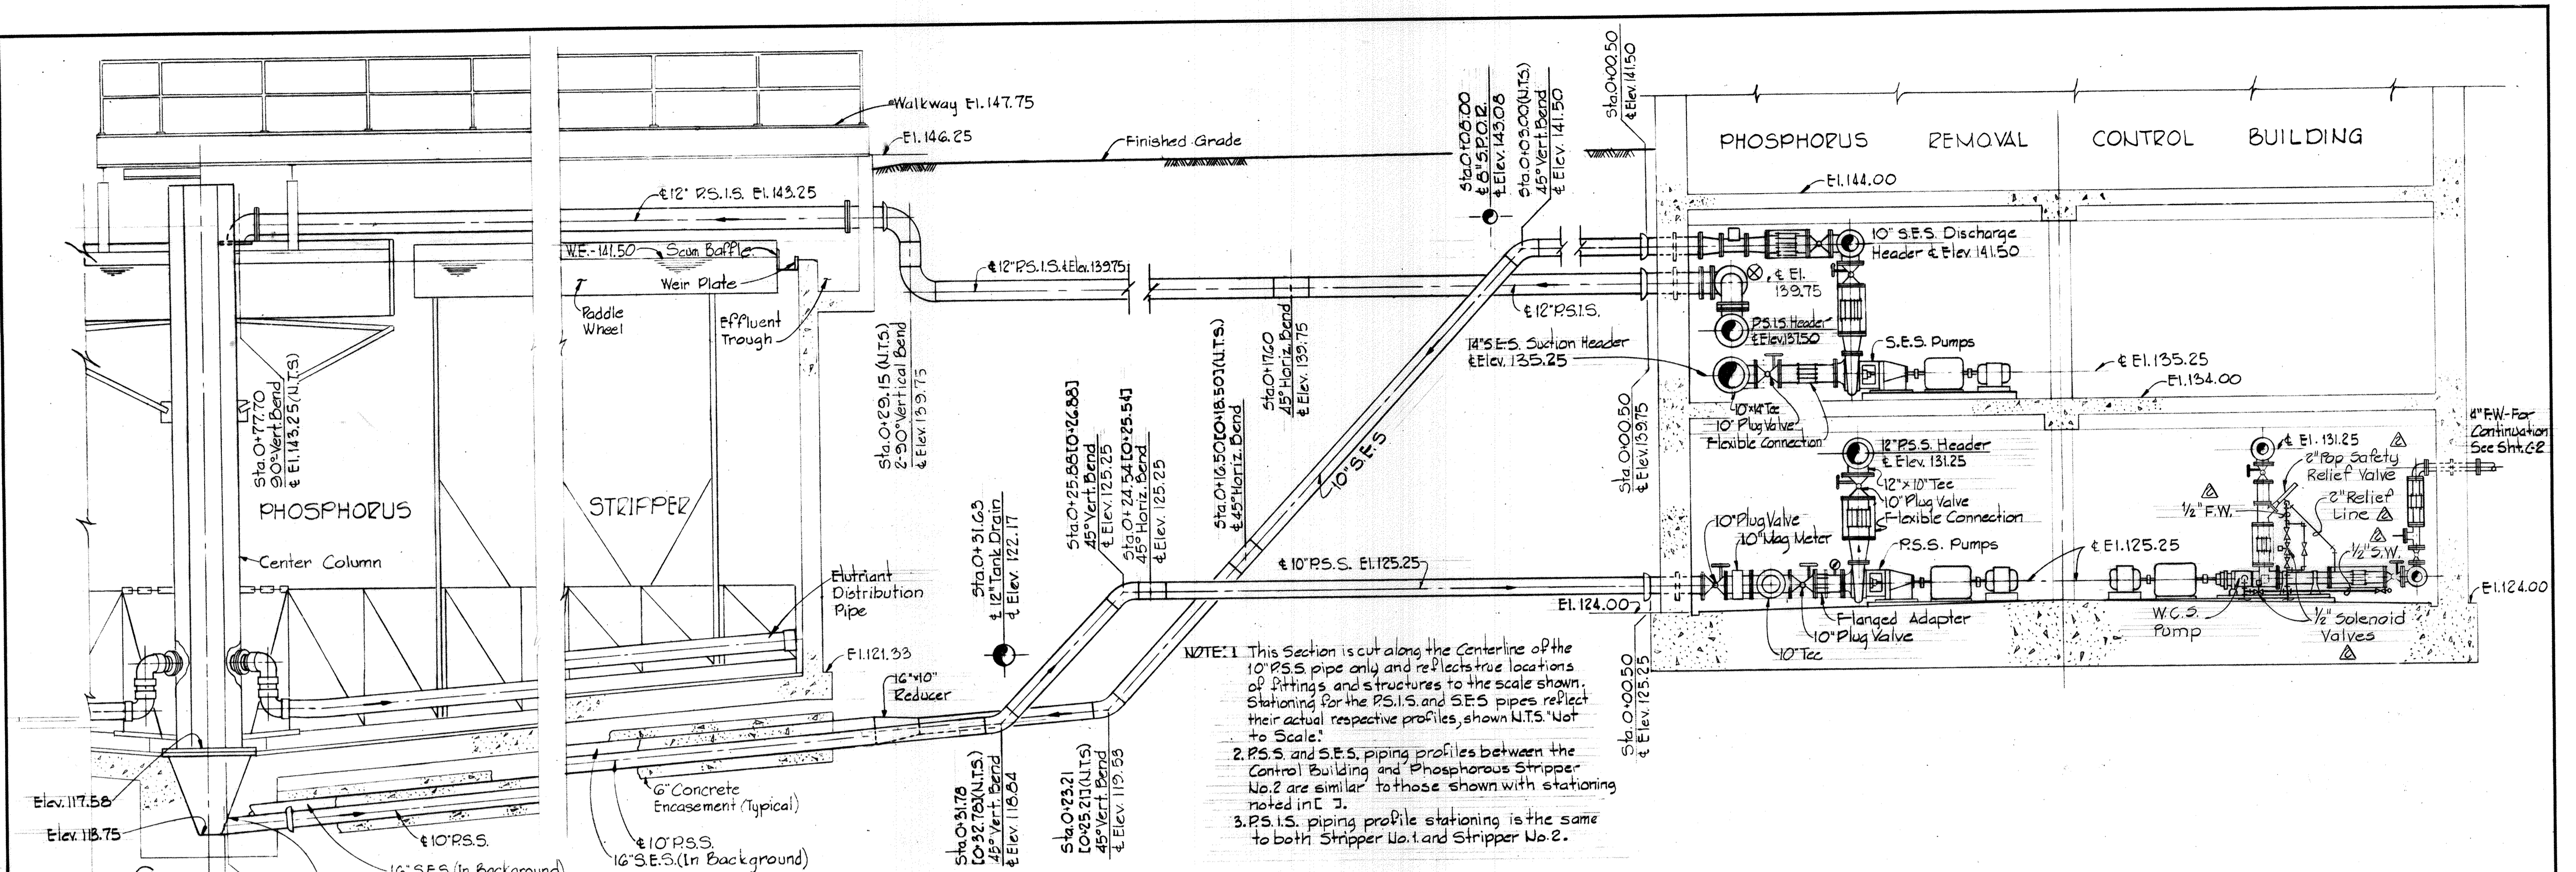 Walkway El. 147.75
El. 146.25
Finished Grade
℄ 12" P.S.I.S. El. 143.25
W.E.-141.50
Scum Baffle
Weir Plate
Paddle
Wheel
Effluent
Trough
℄ 12" P.S.I.S. ℄ Elev. 139.75
Sta. 0+77.70
90° Vert. Bend
℄ El. 143.25 (N.T.S)
PHOSPHORUS
STRIPPER
Center Column
Elutriant
Distribution
Pipe
El. 121.33
16"x10"
Reducer
6" Concrete
Encasement (Typical)
℄ 10" P.S.S.
16" S.E.S. (In Background)
℄ 10" P.S.S.
16" S.E.S. (In Background)
Elev. 117.58
Elev. 113.75
Sta. 0+29.15 (N.T.S.)
2-90° Vertical Bend
℄ Elev. 139.75
Sta. 0+31.63
℄ 12" Tank Drain
℄ Elev. 122.17
Sta. 0+25.88 [0+26.88]
45° Vert. Bend
℄ Elev. 125.25
Sta. 0+24.54 [0+25.54]
45° Horiz. Bend
℄ Elev. 125.25
Sta. 0+16.50 [0+18.50] (N.T.S.)
℄ 45° Horiz. Bend
Sta. 0+17.60
45° Horiz. Bend
℄ Elev. 139.75
Sta. 0+31.78
[0+32.78] (N.T.S.)
45° Vert. Bend
℄ Elev. 118.84
Sta. 0+23.21
[0+25.21] (N.T.S)
45° Vert. Bend
℄ Elev. 119.53
Sta. 0+08.00
℄ 8" S.P.O.R.
℄ Elev. 143.08
Sta. 0+03.00 (N.T.S.)
45° Vert. Bend
℄ Elev. 141.50
Sta. 0+00.50
℄ Elev. 141.50
℄ 12" P.S.I.S.
14" S.E.S. Suction Header
℄ Elev. 135.25
10" S.E.S
Sta. 0+00.50
℄ Elev. 139.75
℄ 10" P.S.S. El. 125.25
El. 124.00
Sta. 0+00.50
℄ Elev. 125.25
PHOSPHORUS REMOVAL CONTROL BUILDING
El. 144.00
10" S.E.S. Discharge
Header ℄ Elev. 141.50
℄ El.
139.75
P.S.I.S. Header
℄ Elev. 137.50
S.E.S. Pumps
℄ El. 135.25
El. 134.00
10"x14" Tee
10" Plug Valve
Flexible Connection
12" P.S.S. Header
℄ Elev. 131.25
12"x10" Tee
10" Plug Valve
Flexible Connection
P.S.S. Pumps
10" Plug Valve
10" Mag Meter
℄ El. 125.25
Flanged Adapter
10" Plug Valve
10" Tee
4" F.W.-For
Continuation
See Sht. C-2
℄ El. 131.25
2" Pop Safety
Relief Valve
2" Relief
Line
1/2" F.W.
1/2" S.W.
W.C.S.
Pump
1/2" Solenoid
Valves
El. 124.00
NOTE: 1. This Section is cut along the Centerline of the
10" P.S.S. pipe only and reflects true locations
of fittings and structures to the scale shown.
Stationing for the P.S.I.S. and S.E.S pipes reflect
their actual respective profiles, shown N.T.S. "Not
to Scale".
2. P.S.S. and S.E.S. piping profiles between the
Control Building and Phosphorous Stripper
No. 2 are similar to those shown with stationing
noted in [ ].
3. P.S.I.S. piping profile stationing is the same
to both Stripper No. 1 and Stripper No. 2.